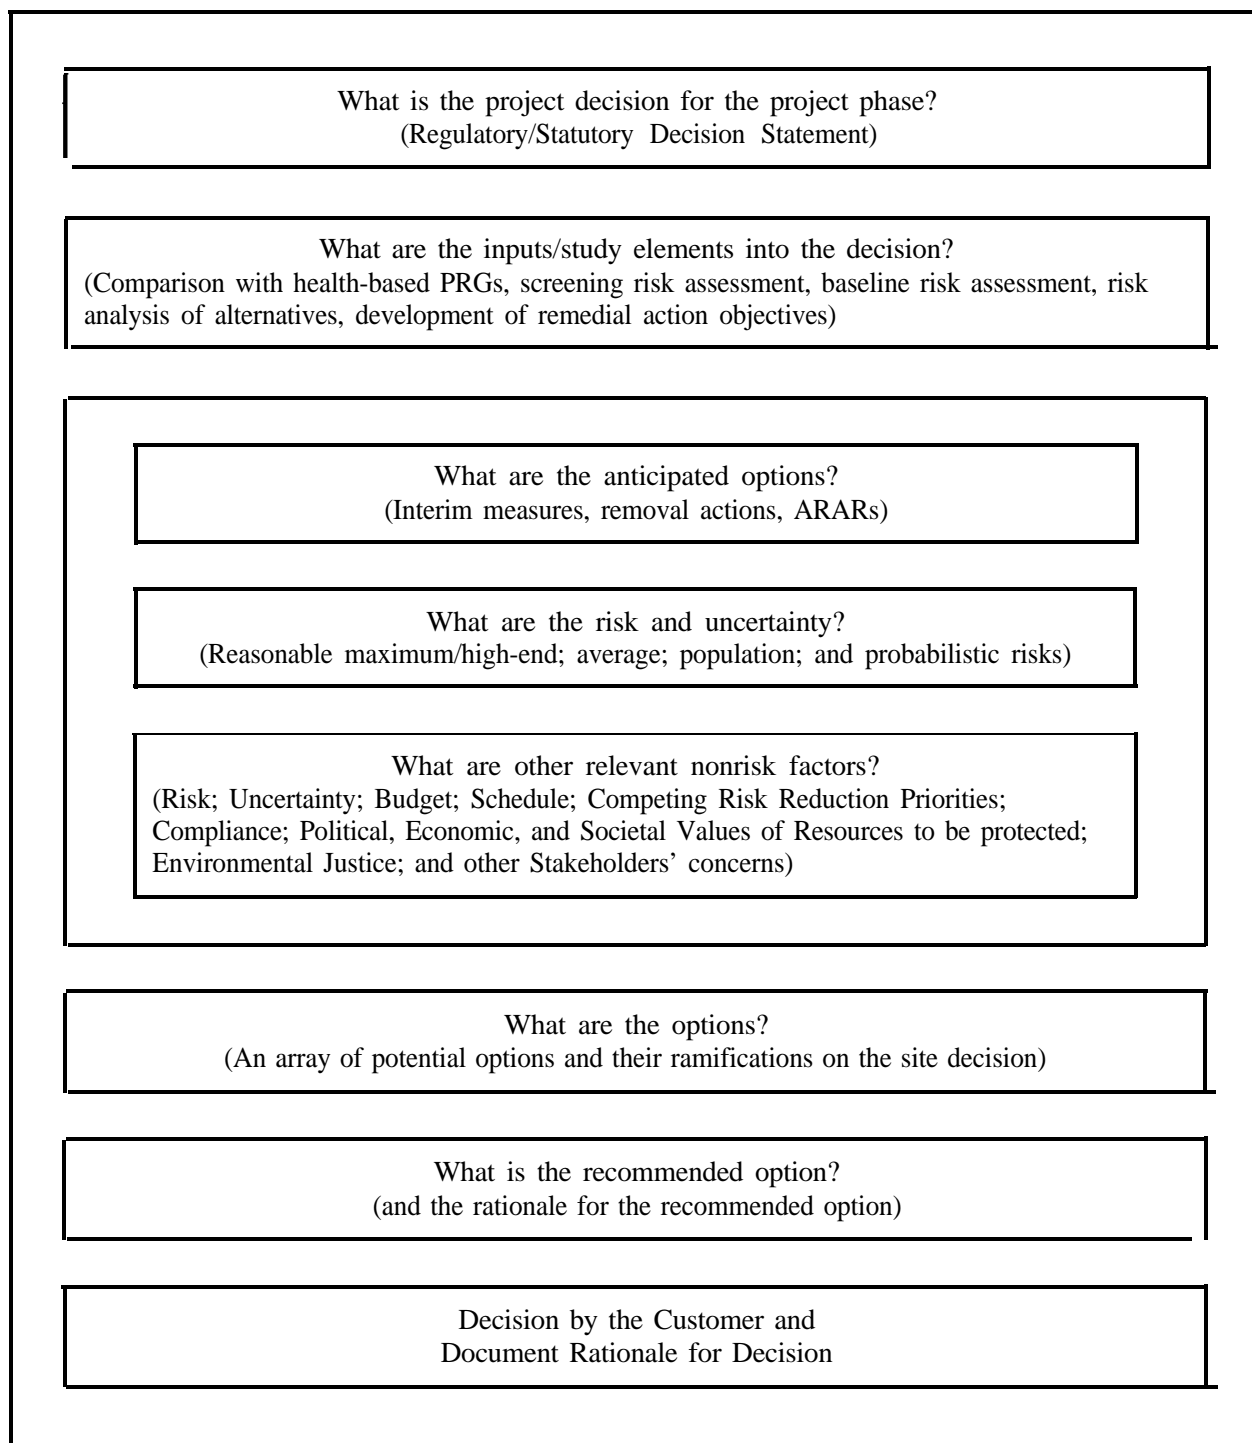 What is the project decision for the project phase?
(Regulatory/Statutory Decision Statement)
What are the inputs/study elements into the decision?
(Comparison with health-based PRGs, screening risk assessment, baseline risk assessment, risk
analysis of alternatives, development of remedial action objectives)
What are the anticipated options?
(Interim measures, removal actions, ARARs)
What are the risk and uncertainty?
(Reasonable maximum/high-end; average; population; and probabilistic risks)
What are other relevant nonrisk factors?
(Risk; Uncertainty; Budget; Schedule; Competing Risk Reduction Priorities;
Compliance; Political, Economic, and Societal Values of Resources to be protected;
Environmental Justice; and other Stakeholders’ concerns)
What are the options?
(An array of potential options and their ramifications on the site decision)
What is the recommended option?
(and the rationale for the recommended option)
Decision by the Customer and
Document Rationale for Decision